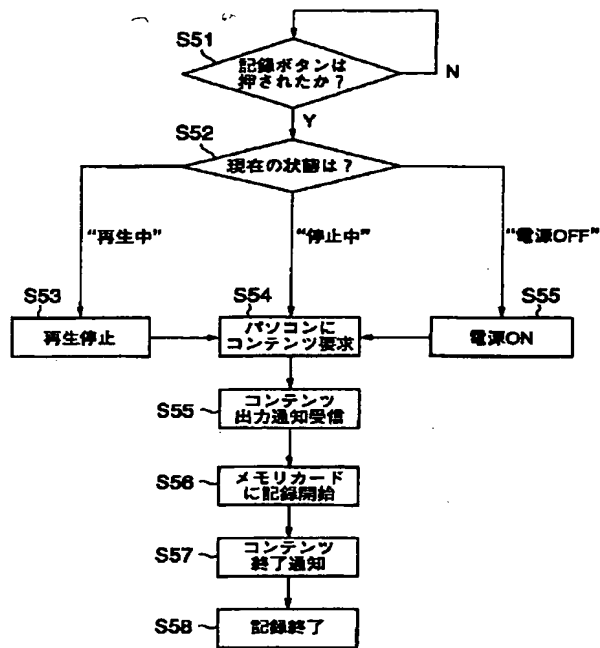 S51
記録ボタンは
押されたか？
N
Y
S52
現在の状態は？
“再生中”
“停止中”
“電源OFF”
S53
再生停止
S54
パソコンに
コンテンツ要求
S55
電源ON
S55
コンテンツ
出力通知受信
S56
メモリカード
に記録開始
S57
コンテンツ
終了通知
S58
記録終了